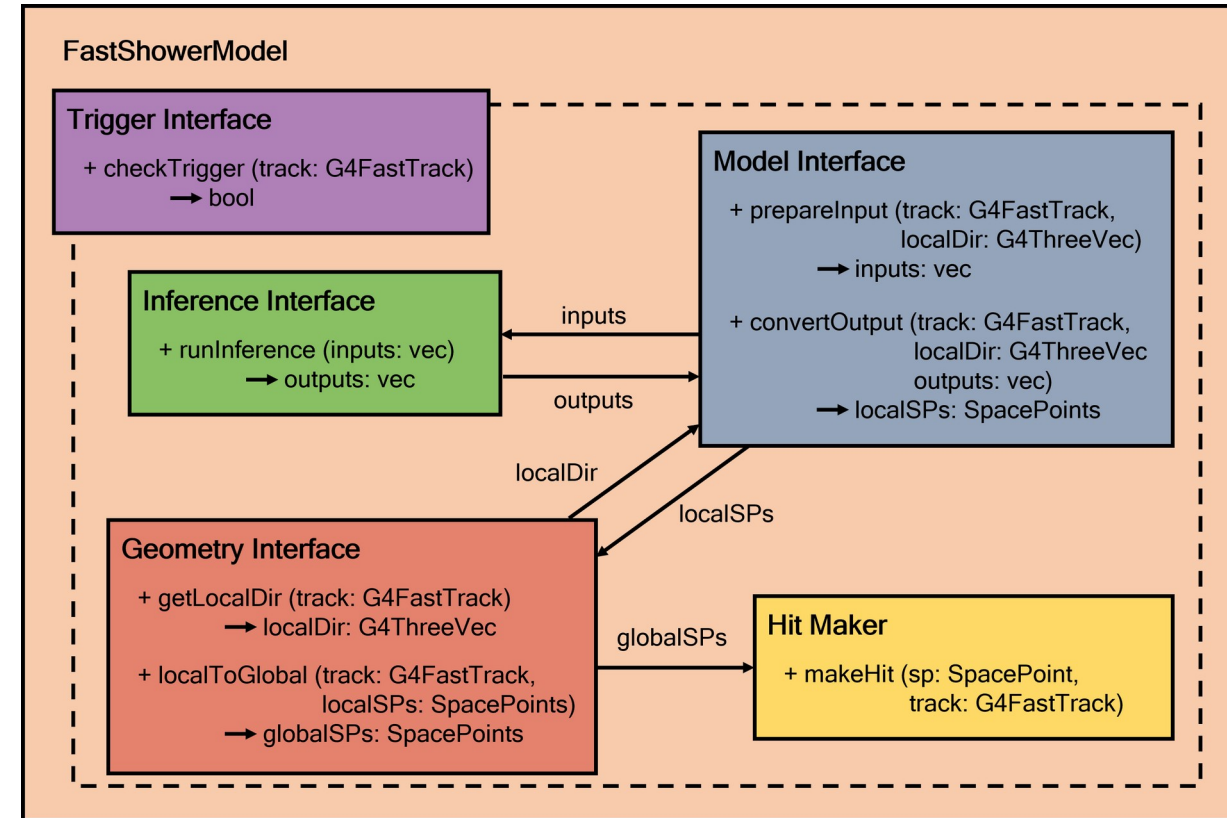 FastShowerModel
Trigger Interface
+ checkTrigger (track: G4FastTrack)
→ bool
Model Interface
+ prepareInput (track: G4FastTrack,
localDir: G4ThreeVec)
→ inputs: vec
+ convertOutput (track: G4FastTrack,
localDir: G4ThreeVec
outputs: vec)
→ localSPs: SpacePoints
Inference Interface
+ runInference (inputs: vec)
→ outputs: vec
inputs
outputs
localDir
localSPs
Geometry Interface
+ getLocalDir (track: G4FastTrack)
→ localDir: G4ThreeVec
+ localToGlobal (track: G4FastTrack,
localSPs: SpacePoints)
→ globalSPs: SpacePoints
globalSPs
Hit Maker
+ makeHit (sp: SpacePoint,
track: G4FastTrack)